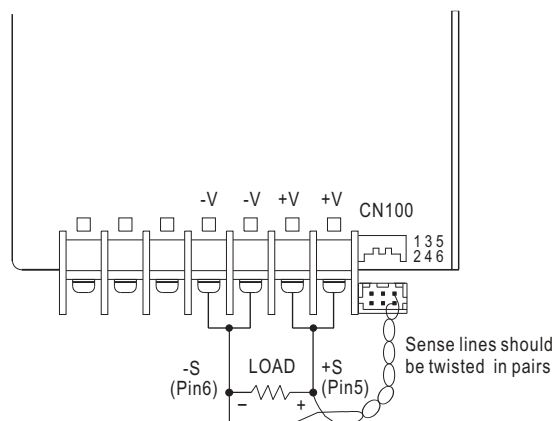 -V -V +V +V CN100
1 3 5
2 4 6
Sense lines should
be twisted in pairs
-S LOAD +S
(Pin6) (Pin5)
– +